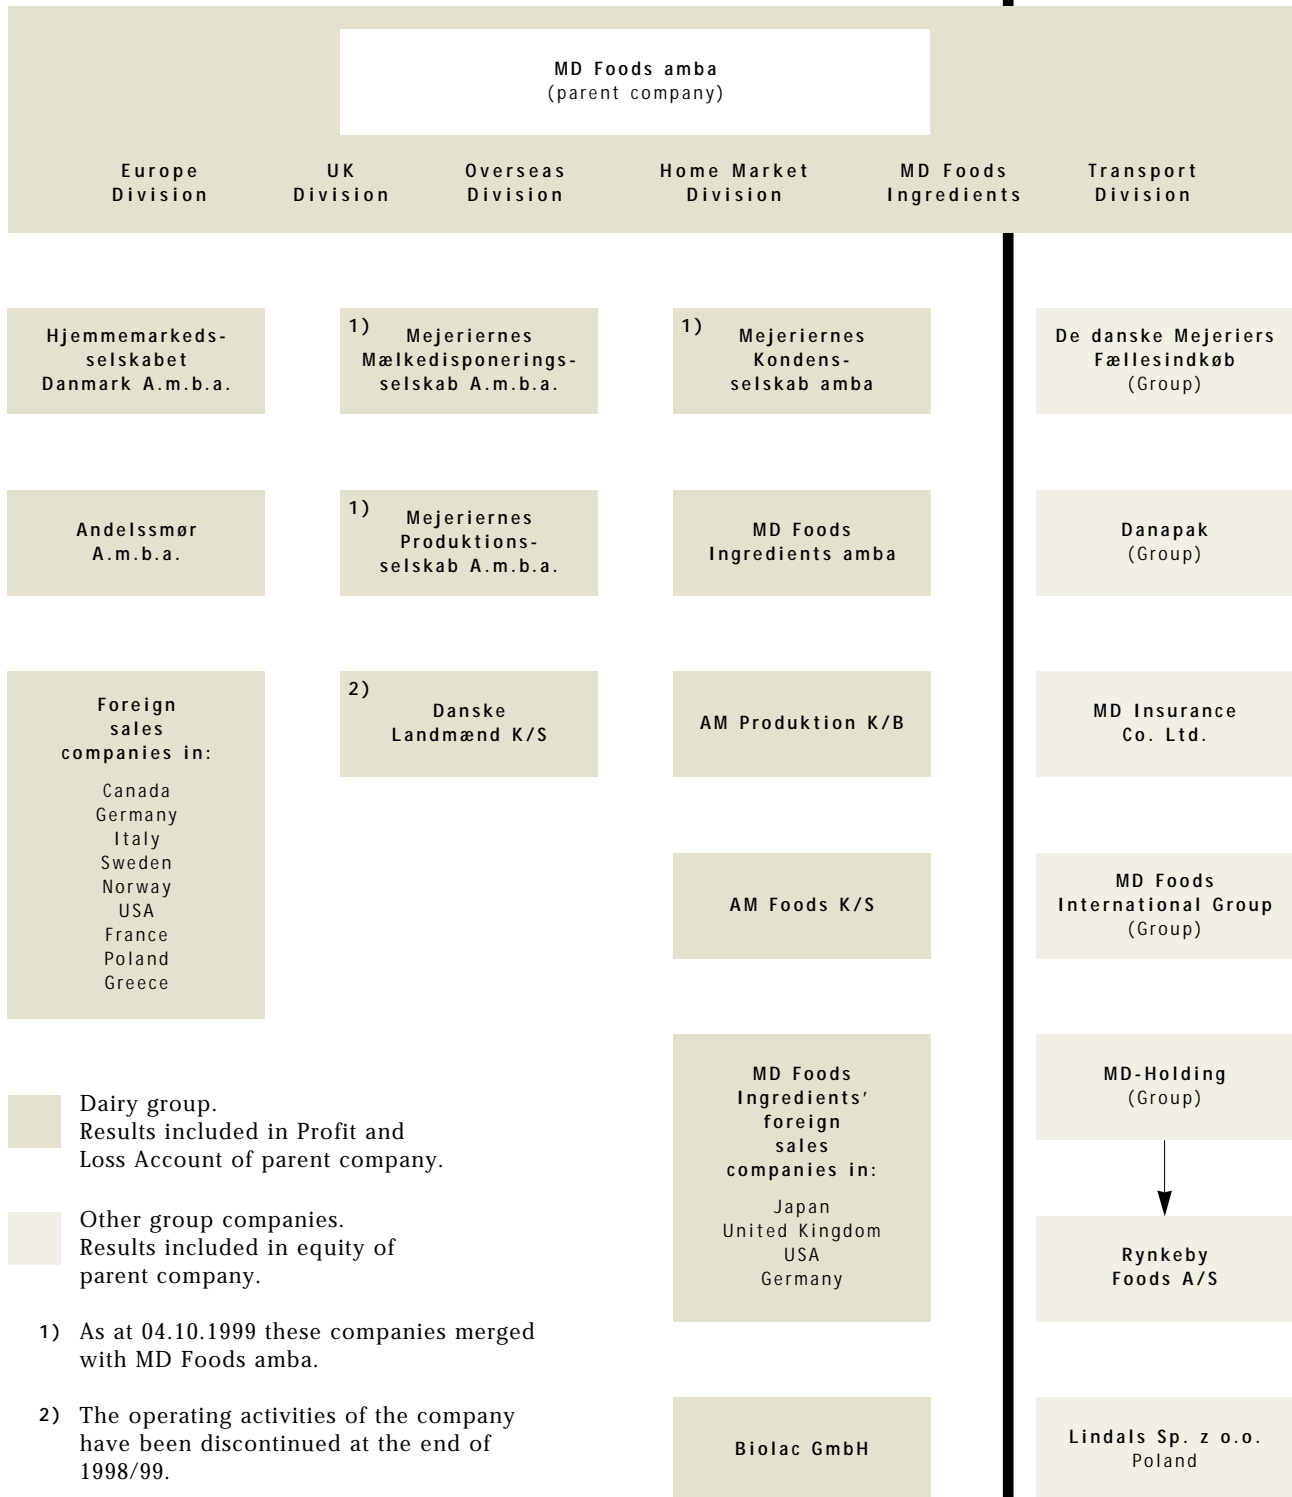 MD Foods amba
(parent company)
Europe
Division
UK
Division
Overseas
Division
Home Market
Division
MD Foods
Ingredients
Transport
Division
Hjemmemarkeds-
selskabet
Danmark A.m.b.a.
1)
Mejeriernes
Mælkedisponerings-
selskab A.m.b.a.
1)
Mejeriernes
Kondens-
selskab amba
De danske Mejeriers
Fællesindkøb
(Group)
Andelssmør
A.m.b.a.
1)
Mejeriernes
Produktions-
selskab A.m.b.a.
MD Foods
Ingredients amba
Danapak
(Group)
Foreign
sales
companies in:
Canada
Germany
Italy
Sweden
Norway
USA
France
Poland
Greece
2)
Danske
Landmænd K/S
AM Produktion K/B
MD Insurance
Co. Ltd.
AM Foods K/S
MD Foods
International Group
(Group)
MD Foods
Ingredients’
foreign
sales
companies in:
Japan
United Kingdom
USA
Germany
MD-Holding
(Group)
Rynkeby
Foods A/S
Biolac GmbH
Lindals Sp. z o.o.
Poland
Dairy group.
Results included in Profit and
Loss Account of parent company.
Other group companies.
Results included in equity of
parent company.
1) As at 04.10.1999 these companies merged
with MD Foods amba.
2) The operating activities of the company
have been discontinued at the end of
1998/99.